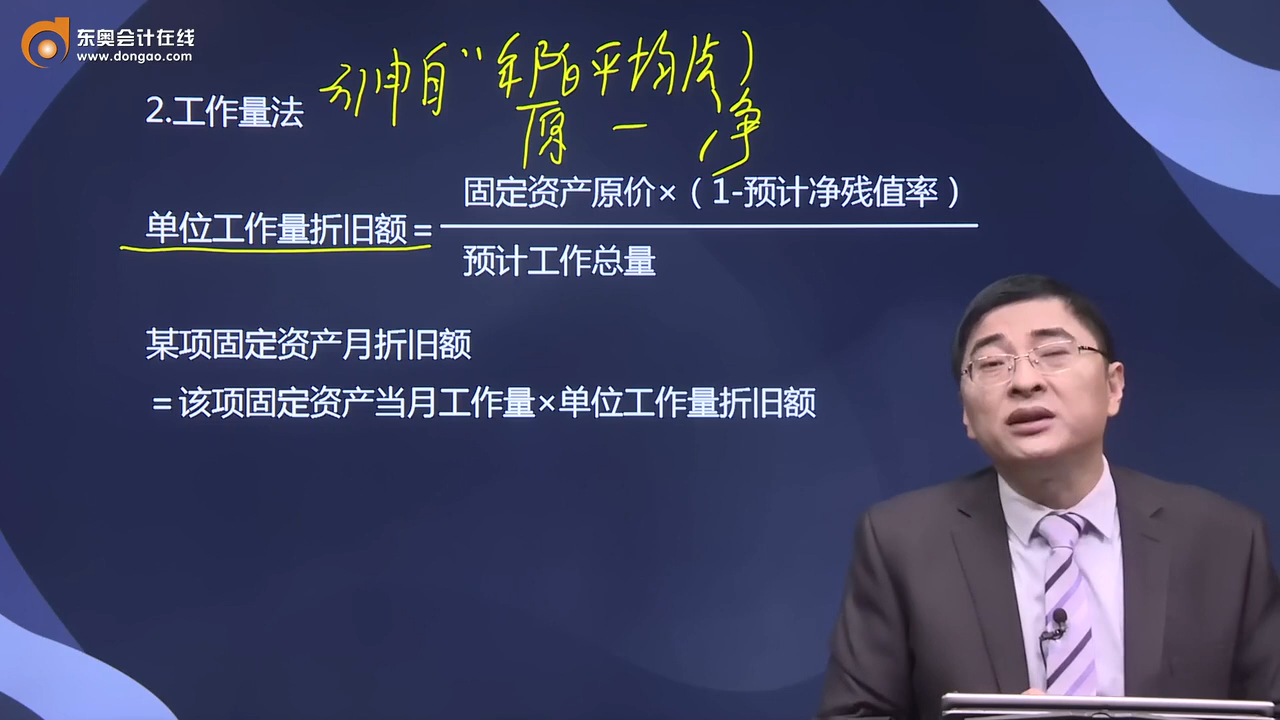 东奥会计在线
www.dongao.com
引申自“年限平均法)
2.工作量法
原 - 净
固定资产原价×（1-预计净残值率）
单位工作量折旧额=
预计工作总量
某项固定资产月折旧额
=该项固定资产当月工作量×单位工作量折旧额